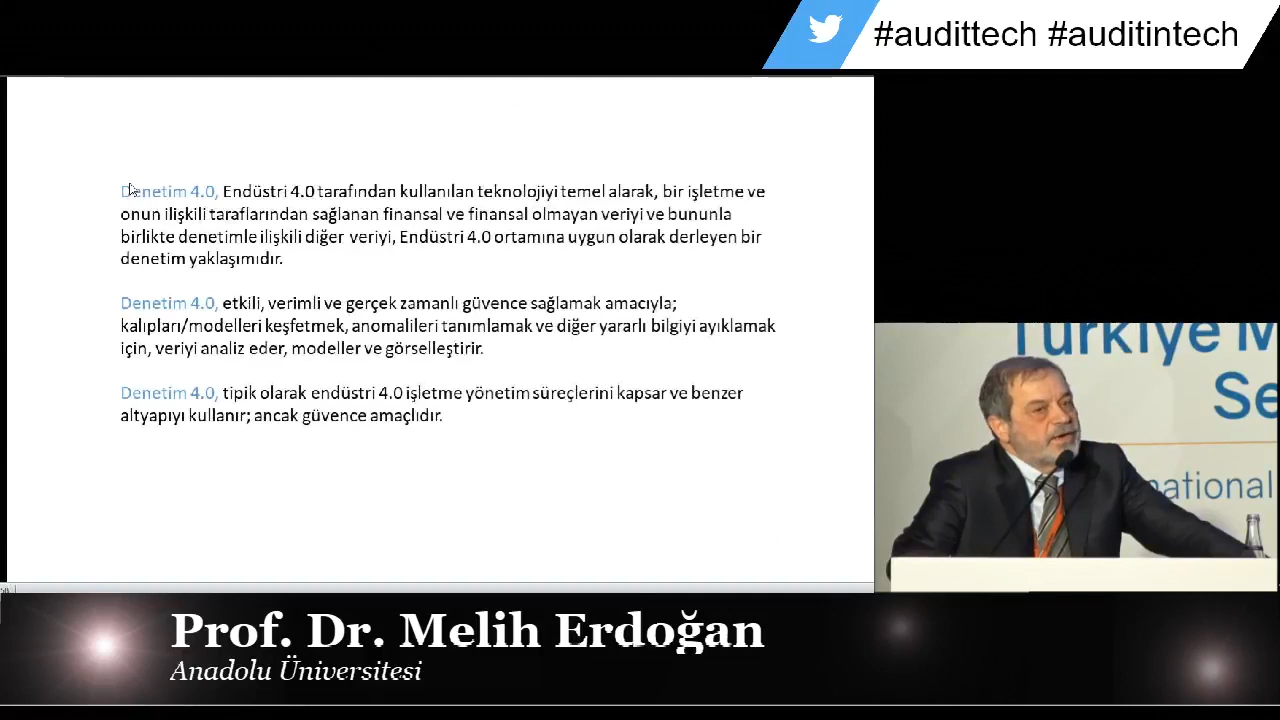 #audittech #auditintech
Denetim 4.0, Endüstri 4.0 tarafından kullanılan teknolojiyi temel alarak, bir işletme ve
onun ilişkili taraflarından sağlanan finansal ve finansal olmayan veriyi ve bununla
birlikte denetimle ilişkili diğer veriyi, Endüstri 4.0 ortamına uygun olarak derleyen bir
denetim yaklaşımıdır.
Denetim 4.0, etkili, verimli ve gerçek zamanlı güvence sağlamak amacıyla;
kalıpları/modelleri keşfetmek, anomalileri tanımlamak ve diğer yararlı bilgiyi ayıklamak
için, veriyi analiz eder, modeller ve görselleştirir.
Denetim 4.0, tipik olarak endüstri 4.0 işletme yönetim süreçlerini kapsar ve benzer
altyapıyı kullanır; ancak güvence amaçlıdır.
Türkiye M
Se
national
Prof. Dr. Melih Erdoğan
Anadolu Üniversitesi